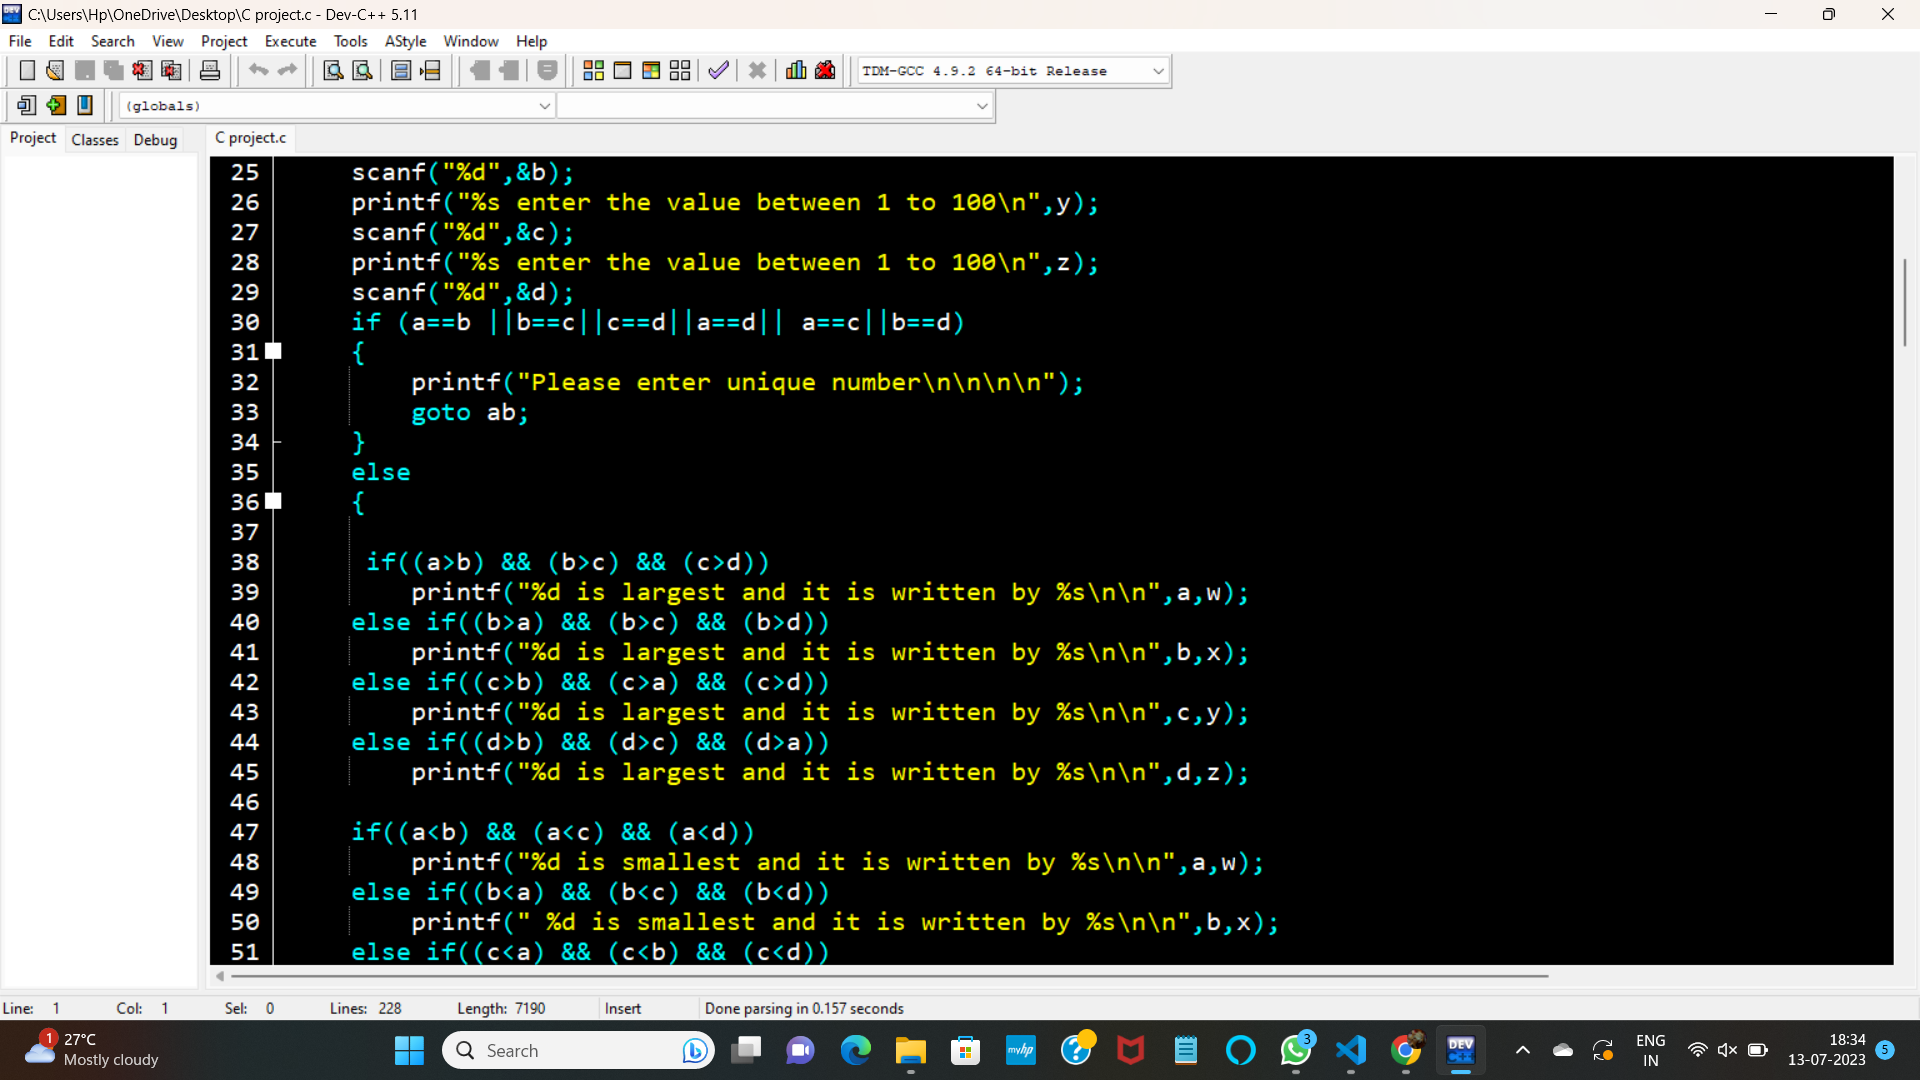 C:\Users\Hp\OneDrive\Desktop\C project.c - Dev-C++ 5.11
File Edit Search View Project Execute Tools AStyle Window Help
TDM-GCC 4.9.2 64-bit Release
(globals)
Project Classes Debug C project.c
25 scanf("%d",&b);
26 printf("%s enter the value between 1 to 100\n",y);
27 scanf("%d",&c);
28 printf("%s enter the value between 1 to 100\n",z);
29 scanf("%d",&d);
30 if (a==b ||b==c||c==d||a==d|| a==c||b==d)
31 {
32 printf("Please enter unique number\n\n\n\n");
33 goto ab;
34 }
35 else
36 {
37
38 if((a>b) && (b>c) && (c>d))
39 printf("%d is largest and it is written by %s\n\n",a,w);
40 else if((b>a) && (b>c) && (b>d))
41 printf("%d is largest and it is written by %s\n\n",b,x);
42 else if((c>b) && (c>a) && (c>d))
43 printf("%d is largest and it is written by %s\n\n",c,y);
44 else if((d>b) && (d>c) && (d>a))
45 printf("%d is largest and it is written by %s\n\n",d,z);
46
47 if((a<b) && (a<c) && (a<d))
48 printf("%d is smallest and it is written by %s\n\n",a,w);
49 else if((b<a) && (b<c) && (b<d))
50 printf(" %d is smallest and it is written by %s\n\n",b,x);
51 else if((c<a) && (c<b) && (c<d))
Line: 1 Col: 1 Sel: 0 Lines: 228 Length: 7190 Insert Done parsing in 0.157 seconds
1 27°C
Mostly cloudy
Search
myhp
3
DEV C++
ENG
IN
18:34
13-07-2023
5